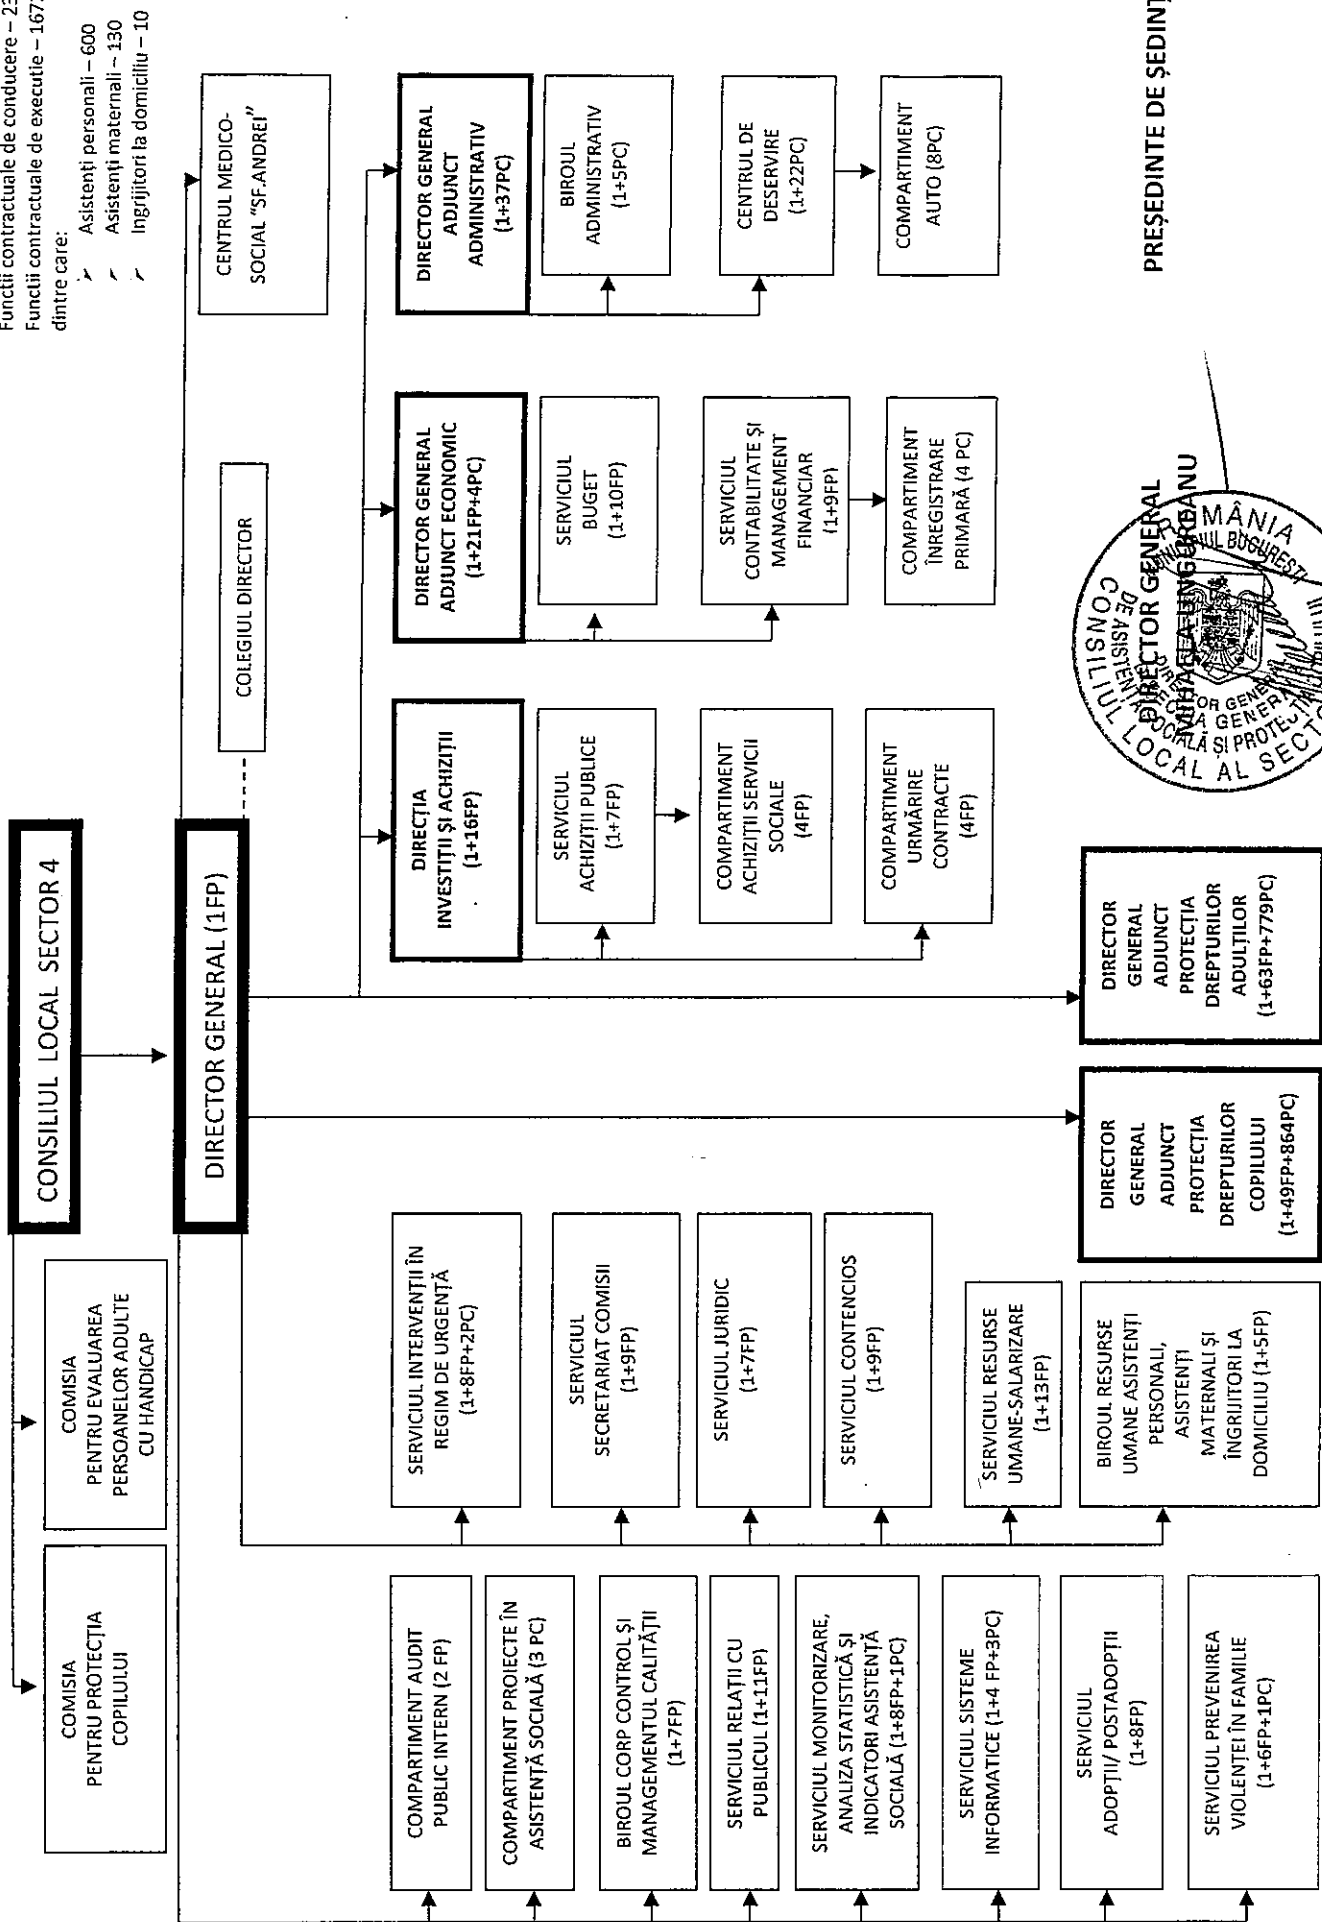 Functii contractuale de conducere – 23
Functii contractuale de executie – 167
dintre care:
Asistenți personali – 600
Asistenți maternali – 130
Ingrijitori la domiciliu – 10
CONSILIUL LOCAL SECTOR 4
COMISIA
PENTRU PROTECȚIA
COPILULUI
COMISIA
PENTRU EVALUAREA
PERSOANELOR ADULTE
CU HANDICAP
DIRECTOR GENERAL (1FP)
COLEGIUL DIRECTOR
CENTRUL MEDICO-
SOCIAL "SF.ANDREI"
COMPARTIMENT AUDIT
PUBLIC INTERN (2 FP)
COMPARTIMENT PROIECTE ÎN
ASISTENȚĂ SOCIALĂ (3 PC)
BIROUL CORP CONTROL ȘI
MANAGEMENTUL CALITĂȚII
(1+7FP)
SERVICIUL RELAȚII CU
PUBLICUL (1+11FP)
SERVICIUL MONITORIZARE,
ANALIZA STATISTICĂ ȘI
INDICATORI ASISTENȚĂ
SOCIALĂ (1+8FP+1PC)
SERVICIUL SISTEME
INFORMATICE (1+4 FP+3PC)
SERVICIUL
ADOPȚII/ POSTADOPȚII
(1+8FP)
SERVICIUL PREVENIREA
VIOLENȚEI ÎN FAMILIE
(1+6FP+1PC)
SERVICIUL INTERVENȚII ÎN
REGIM DE URGENȚĂ
(1+8FP+2PC)
SERVICIUL
SECRETARIAT COMISII
(1+9FP)
SERVICIUL JURIDIC
(1+7FP)
SERVICIUL CONTENCIOS
(1+9FP)
SERVICIUL RESURSE
UMANE-SALARIZARE
(1+13FP)
BIROUL RESURSE
UMANE ASISTENȚI
PERSONALI,
ASISTENȚI
MATERNALI ȘI
ÎNGRIJITORI LA
DOMICILIU (1+5FP)
DIRECTOR
GENERAL
ADJUNCT
PROTECȚIA
DREPTURILOR
COPILULUI
(1+49FP+864PC)
DIRECTOR
GENERAL
ADJUNCT
PROTECȚIA
DREPTURILOR
ADULȚILOR
(1+63FP+779PC)
DIRECȚIA
INVESTIȚII ȘI ACHIZIȚII
(1+16FP)
SERVICIUL
ACHIZIȚII PUBLICE
(1+7FP)
COMPARTIMENT
ACHIZIȚII SERVICII
SOCIALE
(4FP)
COMPARTIMENT
URMĂRIRE
CONTRACTE
(4FP)
DIRECTOR GENERAL
ADJUNCT ECONOMIC
(1+21FP+4PC)
SERVICIUL
BUGET
(1+10FP)
SERVICIUL
CONTABILITATE ȘI
MANAGEMENT
FINANCIAR
(1+9FP)
COMPARTIMENT
ÎNREGISTRARE
PRIMARĂ (4 PC)
DIRECTOR GENERAL
ADJUNCT
ADMINISTRATIV
(1+37PC)
BIROUL
ADMINISTRATIV
(1+5PC)
CENTRUL DE
DESERVIRE
(1+22PC)
COMPARTIMENT
AUTO (8PC)
DIRECTOR GENERAL
MIHAELA UNGUREANU
ROMÂNIA
MUNICIPIUL BUCUREȘTI
CONSILIUL LOCAL AL
DIRECTOR GENERAL
PREȘEDINTE DE ȘEDINȚ